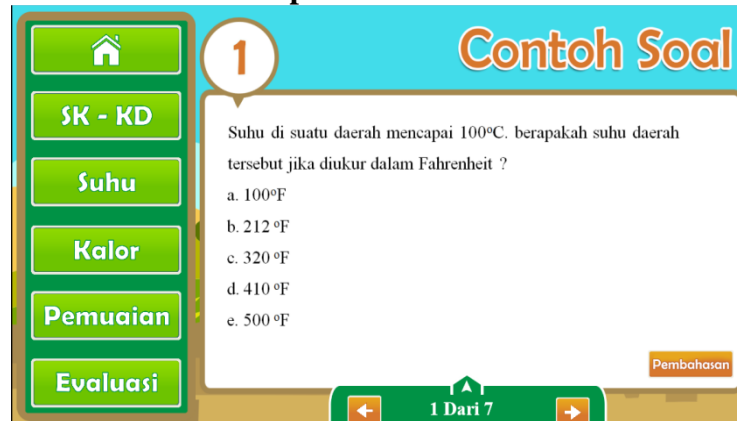 SK - KD
Suhu
Kalor
Pemuaian
Evaluasi
1
Contoh Soal
Suhu di suatu daerah mencapai 100ºC. berapakah suhu daerah
tersebut jika diukur dalam Fahrenheit ?
a. 100ºF
b. 212 ºF
c. 320 ºF
d. 410 ºF
e. 500 ºF
Pembahasan
1 Dari 7